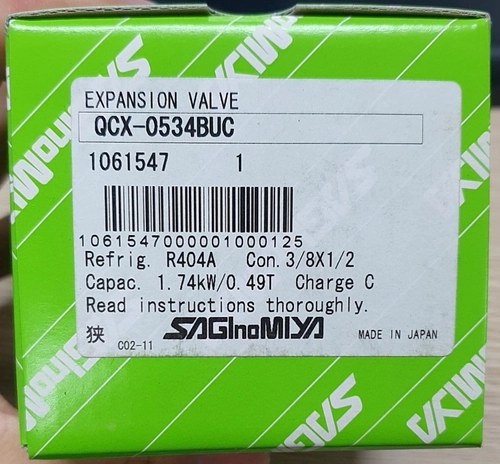 EXPANSION VALVE
QCX-0534BUC
1061547 1
1061547000001000125
Refrig. R404A Con. 3/8X1/2
Capac. 1.74kW/0.49T Charge C
Read instructions thoroughly.
狭 C02-11 SAGInoMIYA MADE IN JAPAN